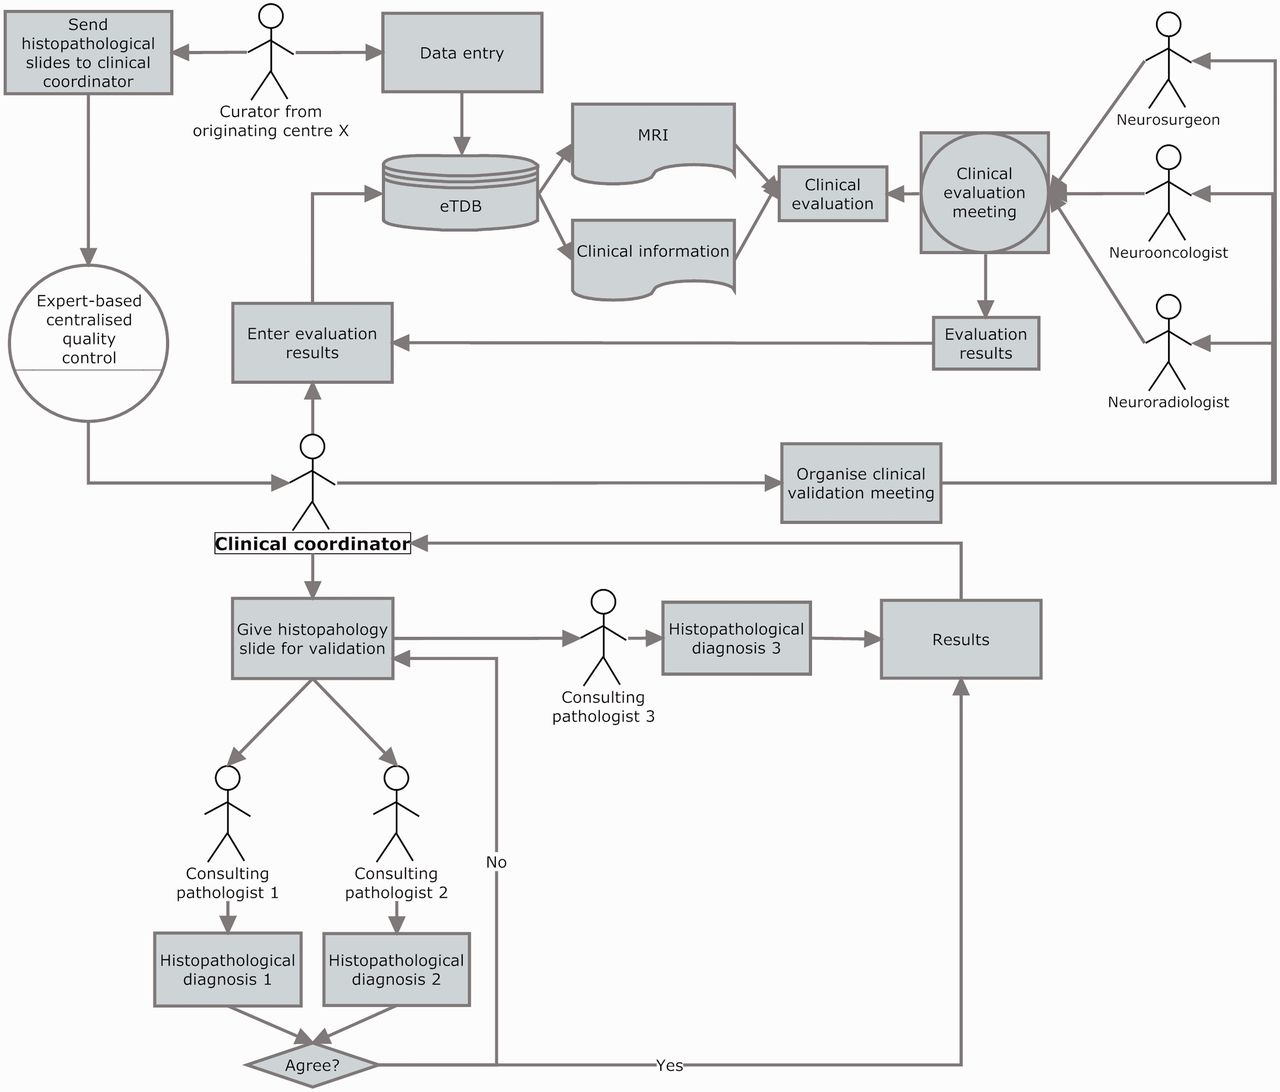 Send
histopathological
slides to clinical
coordinator
Curator from
originating centre X
Data entry
eTDB
MRI
Clinical information
Clinical
evaluation
Clinical
evaluation
meeting
Neurosurgeon
Neurooncologist
Neuroradiologist
Expert-based
centralised
quality
control
Enter evaluation
results
Evaluation
results
Organise clinical
validation meeting
Clinical coordinator
Give histopahology
slide for validation
Consulting
pathologist 3
Histopathological
diagnosis 3
Results
Consulting
pathologist 1
Consulting
pathologist 2
No
Histopathological
diagnosis 1
Histopathological
diagnosis 2
Agree?
Yes